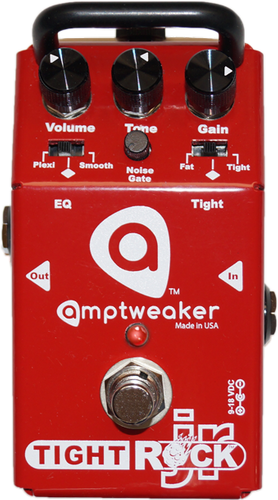 Volume Tone Gain
Plexi Smooth Noise Gate Fat Tight
EQ Tight
a
Out In
TM
amptweaker
Made in USA
9-18 VDC
TIGHT ROCK jr